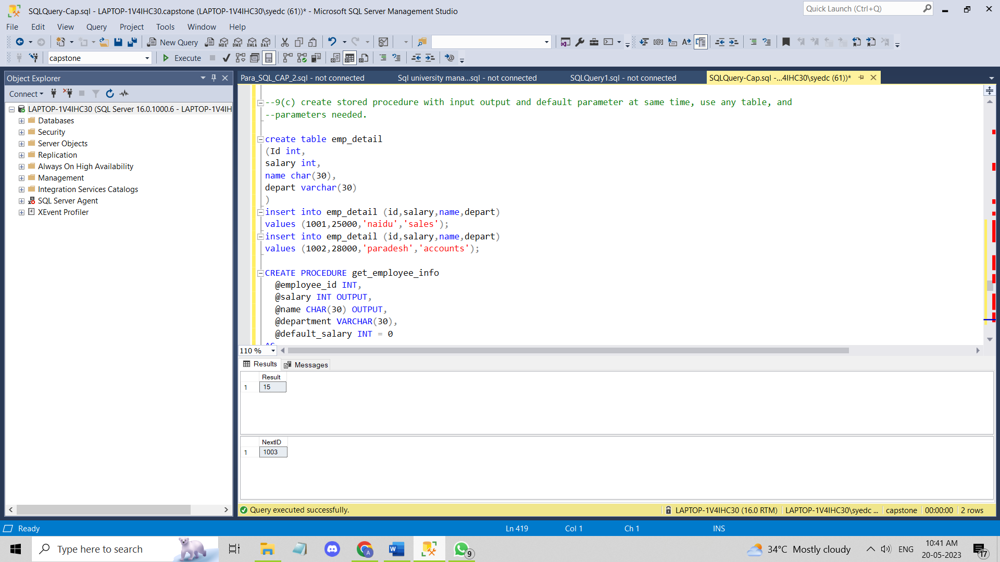 SQLQuery-Cap.sql - LAPTOP-1V4IHC30.capstone (LAPTOP-1V4IHC30\syedc (61))* - Microsoft SQL Server Management Studio
Quick Launch (Ctrl+Q)
File Edit View Query Project Tools Window Help
New Query
MDX DMX XMLA DAX
capstone
Execute
Object Explorer
Connect
LAPTOP-1V4IHC30 (SQL Server 16.0.1000.6 - LAPTOP-1V4IH
Databases
Security
Server Objects
Replication
Always On High Availability
Management
Integration Services Catalogs
SQL Server Agent
XEvent Profiler
Para_SQL_CAP_2.sql - not connected
Sql university mana...sql - not connected
SQLQuery1.sql - not connected
SQLQuery-Cap.sql -...4IHC30\syedc (61))*
--9(c) create stored procedure with input output and default parameter at same time, use any table, and
--parameters needed.
create table emp_detail
(Id int,
salary int,
name char(30),
depart varchar(30)
)
insert into emp_detail (id,salary,name,depart)
values (1001,25000,'naidu','sales');
insert into emp_detail (id,salary,name,depart)
values (1002,28000,'paradesh','accounts');
CREATE PROCEDURE get_employee_info
@employee_id INT,
@salary INT OUTPUT,
@name CHAR(30) OUTPUT,
@department VARCHAR(30),
@default_salary INT = 0
AS
110 %
Results
Messages
Result
1 15
NextID
1 1003
Query executed successfully.
LAPTOP-1V4IHC30 (16.0 RTM)
LAPTOP-1V4IHC30\syedc ...
capstone
00:00:00
2 rows
Ready
Ln 419
Col 1
Ch 1
INS
Type here to search
9
34°C Mostly cloudy
ENG
10:41 AM
20-05-2023
17